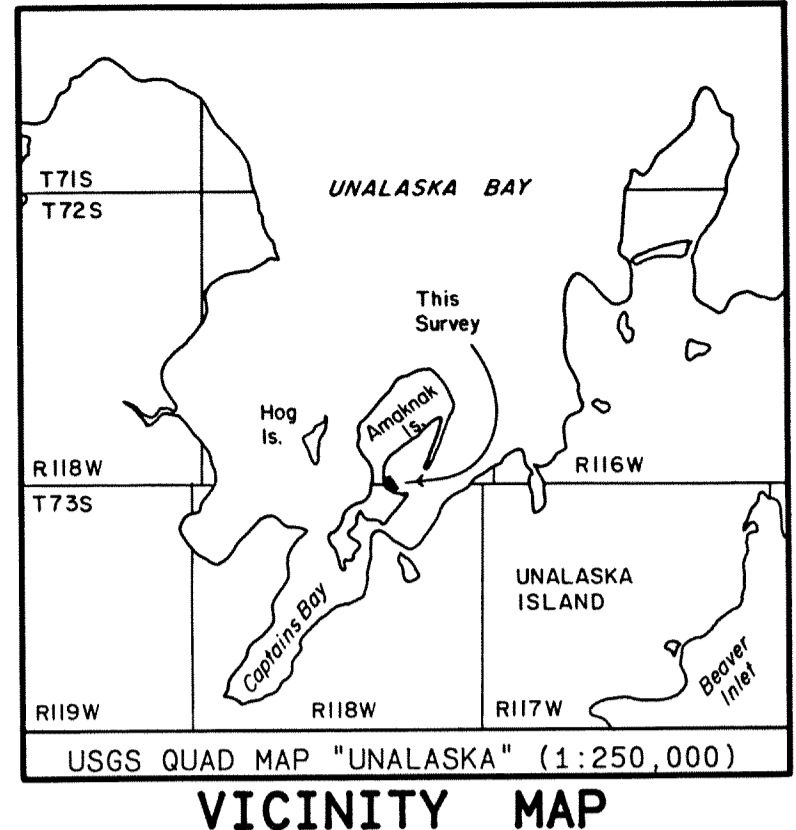 T71S
T72S
UNALASKA BAY
This
Survey
Hog
Is.
Amaknak
Is.
R118W
R116W
T73S
UNALASKA
ISLAND
Captains Bay
Beaver
Inlet
R119W
R118W
R117W
USGS QUAD MAP "UNALASKA" (1:250,000)
VICINITY MAP